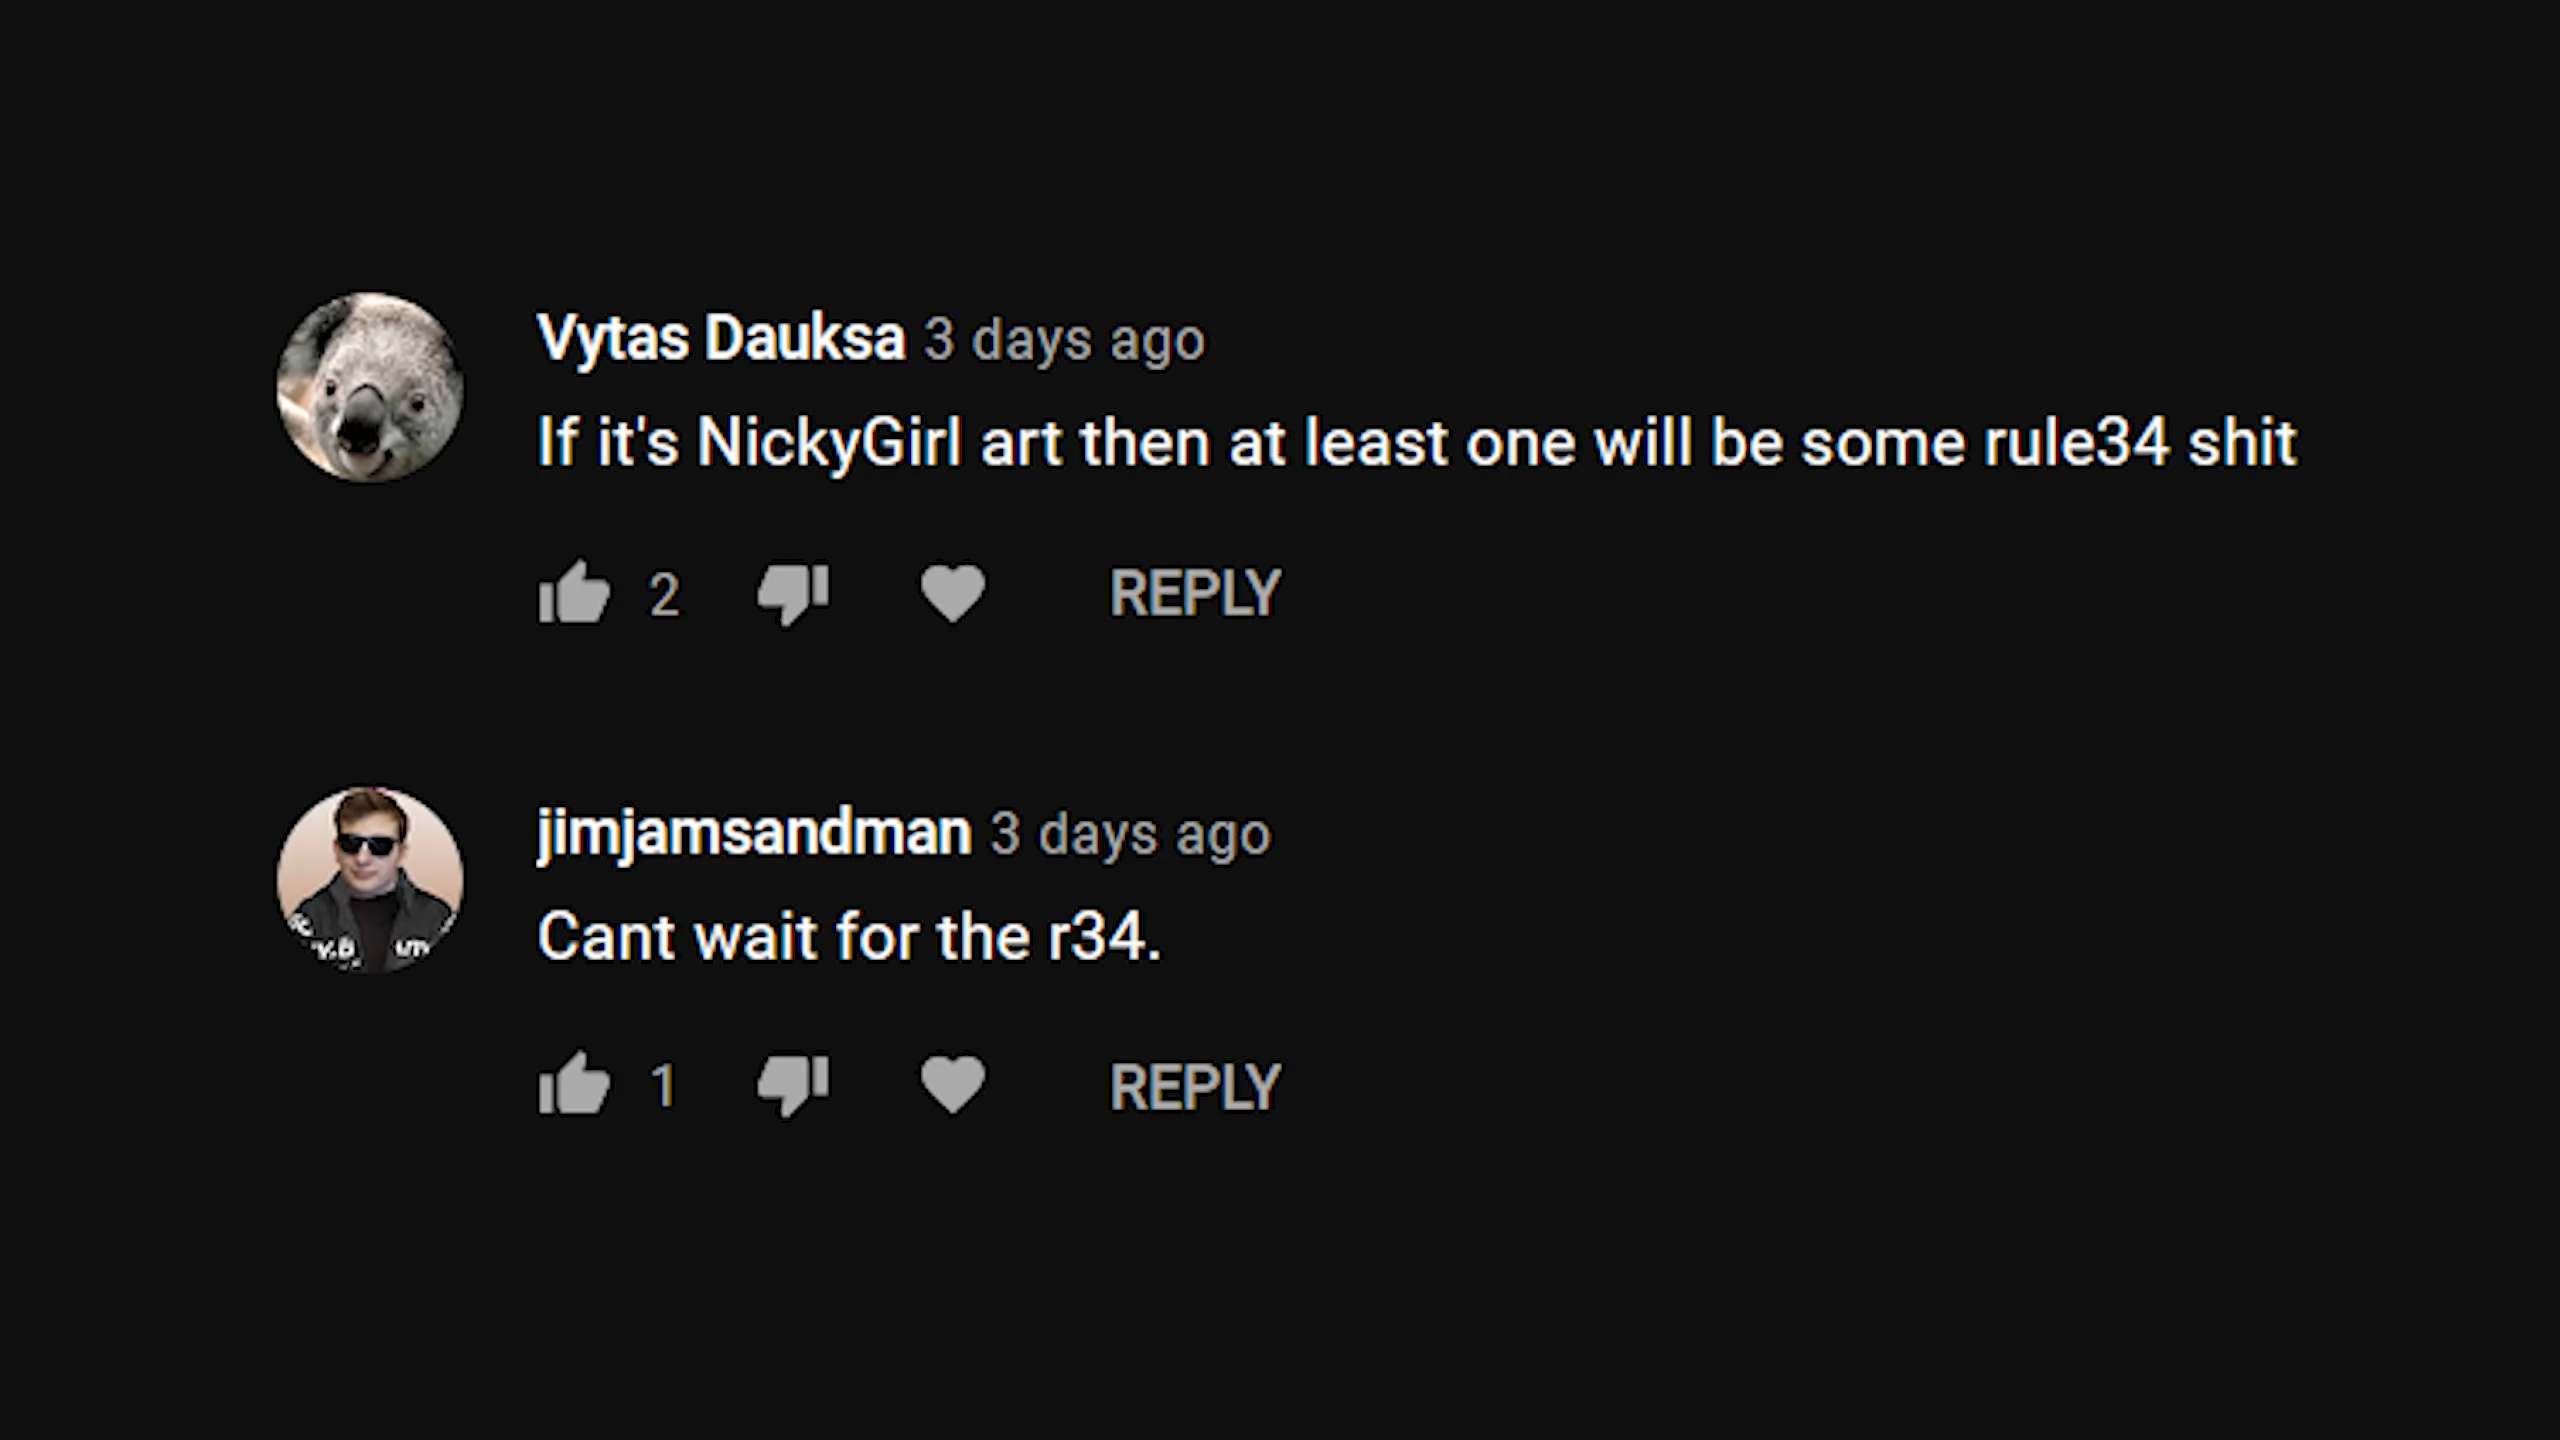 Vytas Dauksa 3 days ago
If it's NickyGirl art then at least one will be some rule34 shit
2 REPLY
jimjamsandman 3 days ago
Cant wait for the r34.
1 REPLY